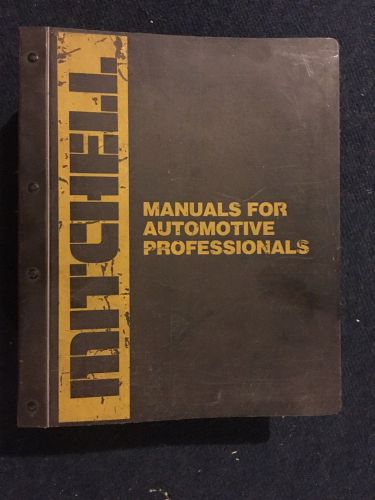 MITCHELL
MANUALS FOR
AUTOMOTIVE
PROFESSIONALS